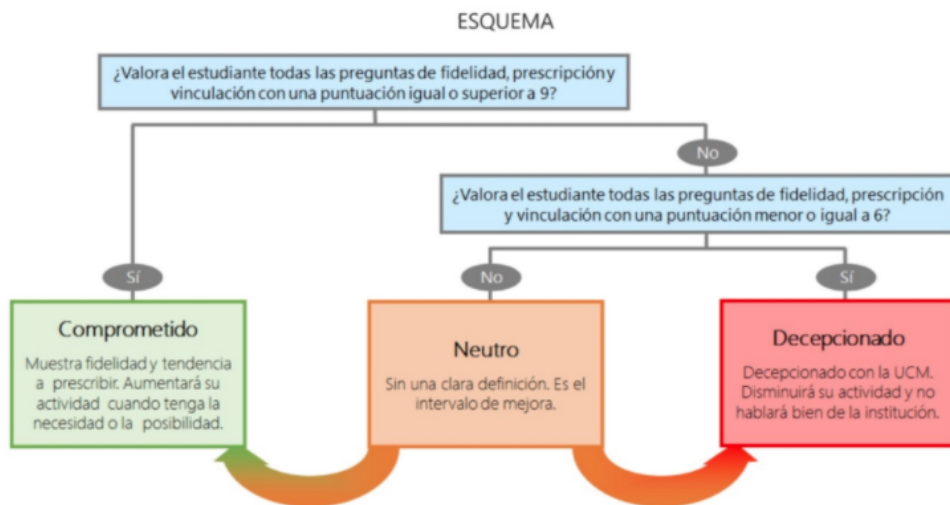 ESQUEMA
¿Valora el estudiante todas las preguntas de fidelidad, prescripción y
vinculación con una puntuación igual o superior a 9?
No
¿Valora el estudiante todas las preguntas de fidelidad, prescripción
y vinculación con una puntuación menor o igual a 6?
Sí
No
Sí
Comprometido
Muestra fidelidad y tendencia
a prescribir. Aumentará su
actividad cuando tenga la
necesidad o la posibilidad.
Neutro
Sin una clara definición. Es el
intervalo de mejora.
Decepcionado
Decepcionado con la UCM.
Disminuirá su actividad y no
hablará bien de la institución.